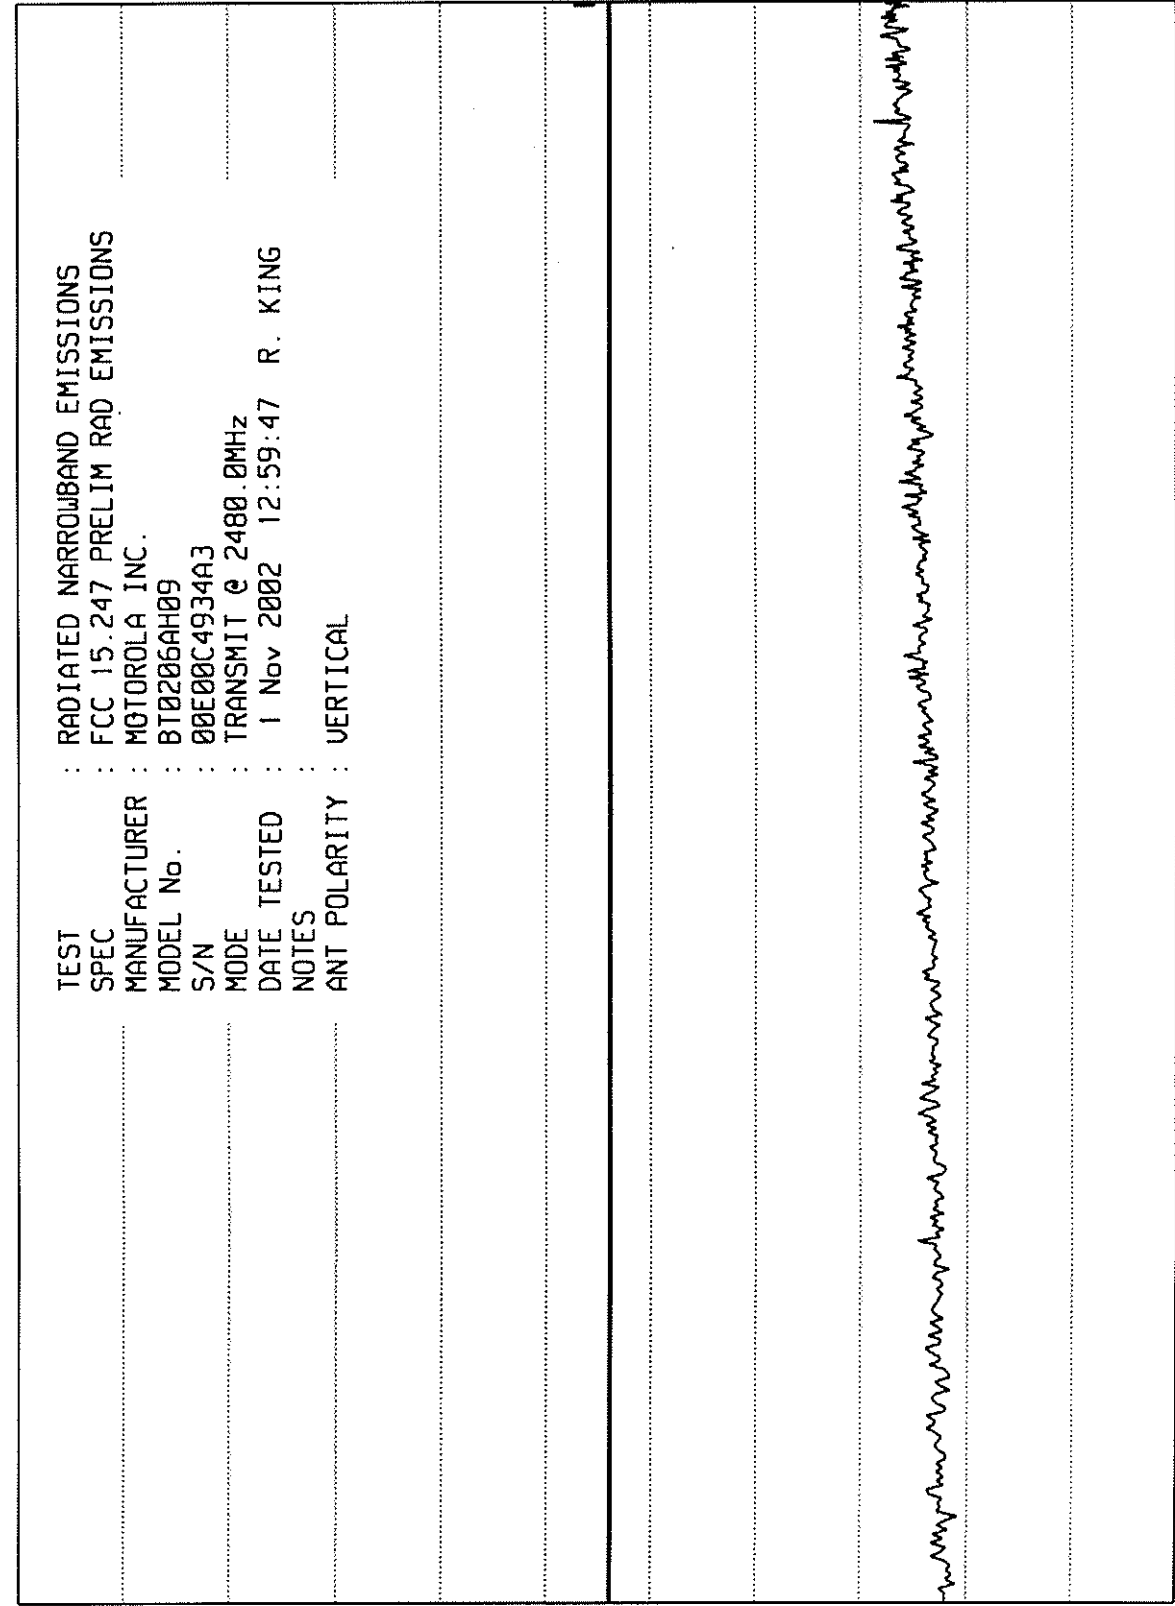 TEST : RADIATED NARROWBAND EMISSIONS
SPEC : FCC 15.247 PRELIM RAD EMISSIONS
MANUFACTURER : MOTOROLA INC.
MODEL No. : BT0206AH09
S/N : 00E00C4934A3
MODE : TRANSMIT @ 2480.0MHz
DATE TESTED : 1 Nov 2002 12:59:47 R. KING
NOTES :
ANT POLARITY : VERTICAL